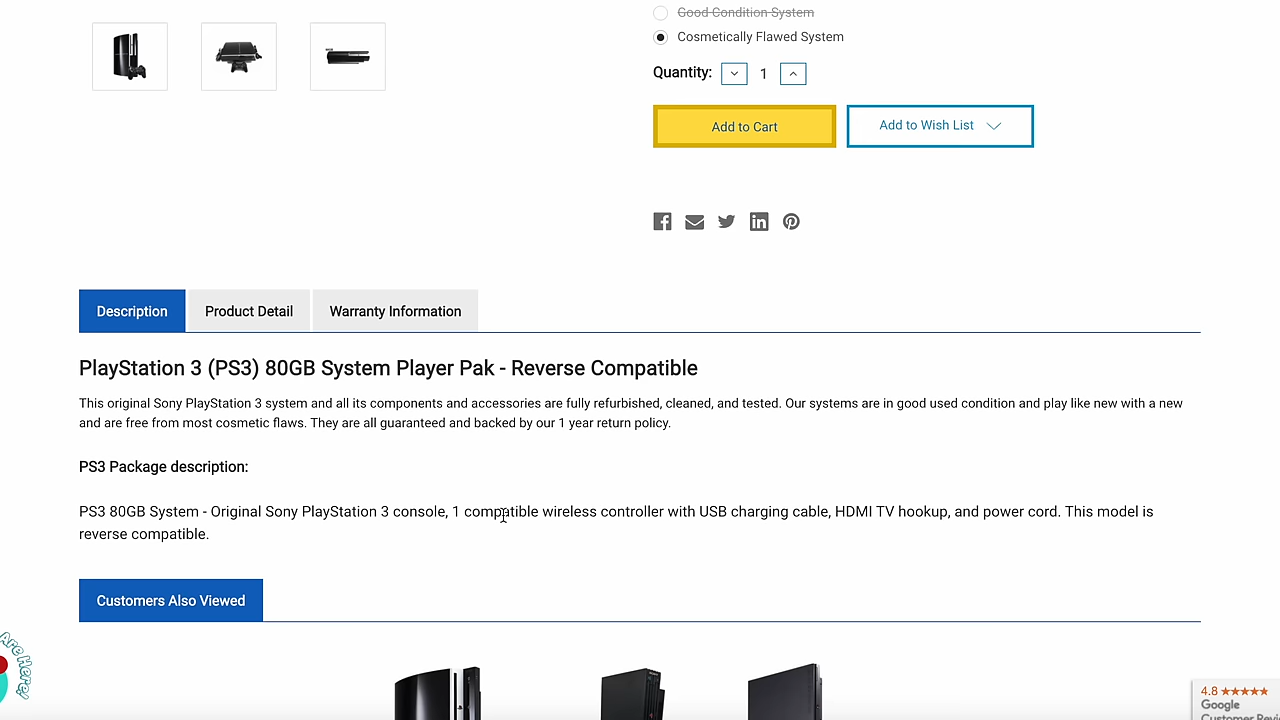 Good Condition System
Cosmetically Flawed System
Quantity: 1
Add to Cart
Add to Wish List
Description
Product Detail
Warranty Information
PlayStation 3 (PS3) 80GB System Player Pak - Reverse Compatible
This original Sony PlayStation 3 system and all its components and accessories are fully refurbished, cleaned, and tested. Our systems are in good used condition and play like new with a new
and are free from most cosmetic flaws. They are all guaranteed and backed by our 1 year return policy.
PS3 Package description:
PS3 80GB System - Original Sony PlayStation 3 console, 1 compatible wireless controller with USB charging cable, HDMI TV hookup, and power cord. This model is
reverse compatible.
Customers Also Viewed
Are Here!
4.8 ★★★★★
Google
Customer Revi